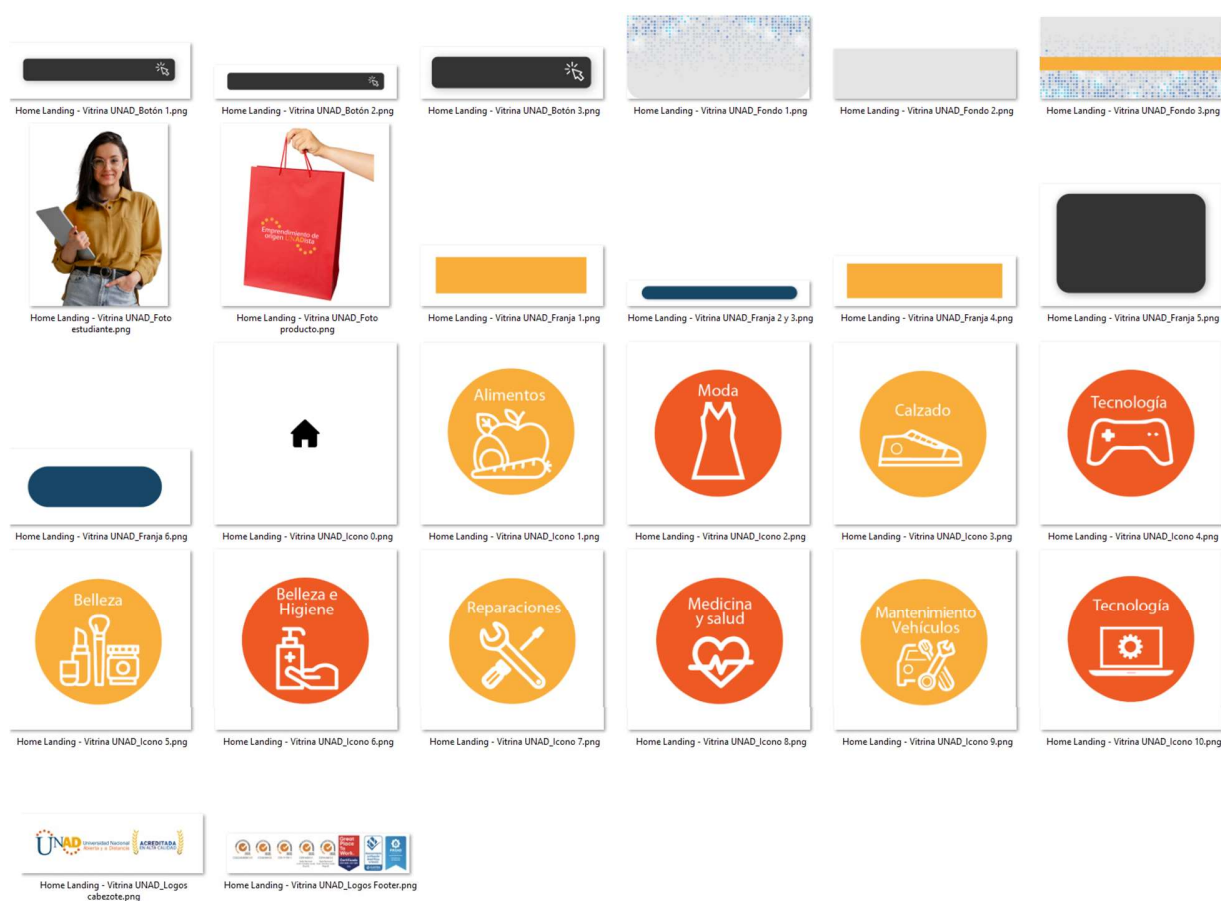 Home Landing - Vitrina UNAD_Botón 1.png
Home Landing - Vitrina UNAD_Botón 2.png
Home Landing - Vitrina UNAD_Botón 3.png
Home Landing - Vitrina UNAD_Fondo 1.png
Home Landing - Vitrina UNAD_Fondo 2.png
Home Landing - Vitrina UNAD_Fondo 3.png
Emprendimiento de
origen UNADista
Home Landing - Vitrina UNAD_Foto
estudiante.png
Home Landing - Vitrina UNAD_Foto
producto.png
Home Landing - Vitrina UNAD_Franja 1.png
Home Landing - Vitrina UNAD_Franja 2 y 3.png
Home Landing - Vitrina UNAD_Franja 4.png
Home Landing - Vitrina UNAD_Franja 5.png
Alimentos
Moda
Calzado
Tecnología
Home Landing - Vitrina UNAD_Franja 6.png
Home Landing - Vitrina UNAD_Icono 0.png
Home Landing - Vitrina UNAD_Icono 1.png
Home Landing - Vitrina UNAD_Icono 2.png
Home Landing - Vitrina UNAD_Icono 3.png
Home Landing - Vitrina UNAD_Icono 4.png
Belleza
Belleza e
Higiene
Reparaciones
Medicina
y salud
Mantenimiento
Vehículos
Tecnología
Home Landing - Vitrina UNAD_Icono 5.png
Home Landing - Vitrina UNAD_Icono 6.png
Home Landing - Vitrina UNAD_Icono 7.png
Home Landing - Vitrina UNAD_Icono 8.png
Home Landing - Vitrina UNAD_Icono 9.png
Home Landing - Vitrina UNAD_Icono 10.png
UNAD
Universidad Nacional
Abierta y a Distancia
ACREDITADA
EN ALTA CALIDAD
Great
Place
To
Work.
Home Landing - Vitrina UNAD_Logos
cabezote.png
Home Landing - Vitrina UNAD_Logos Footer.png